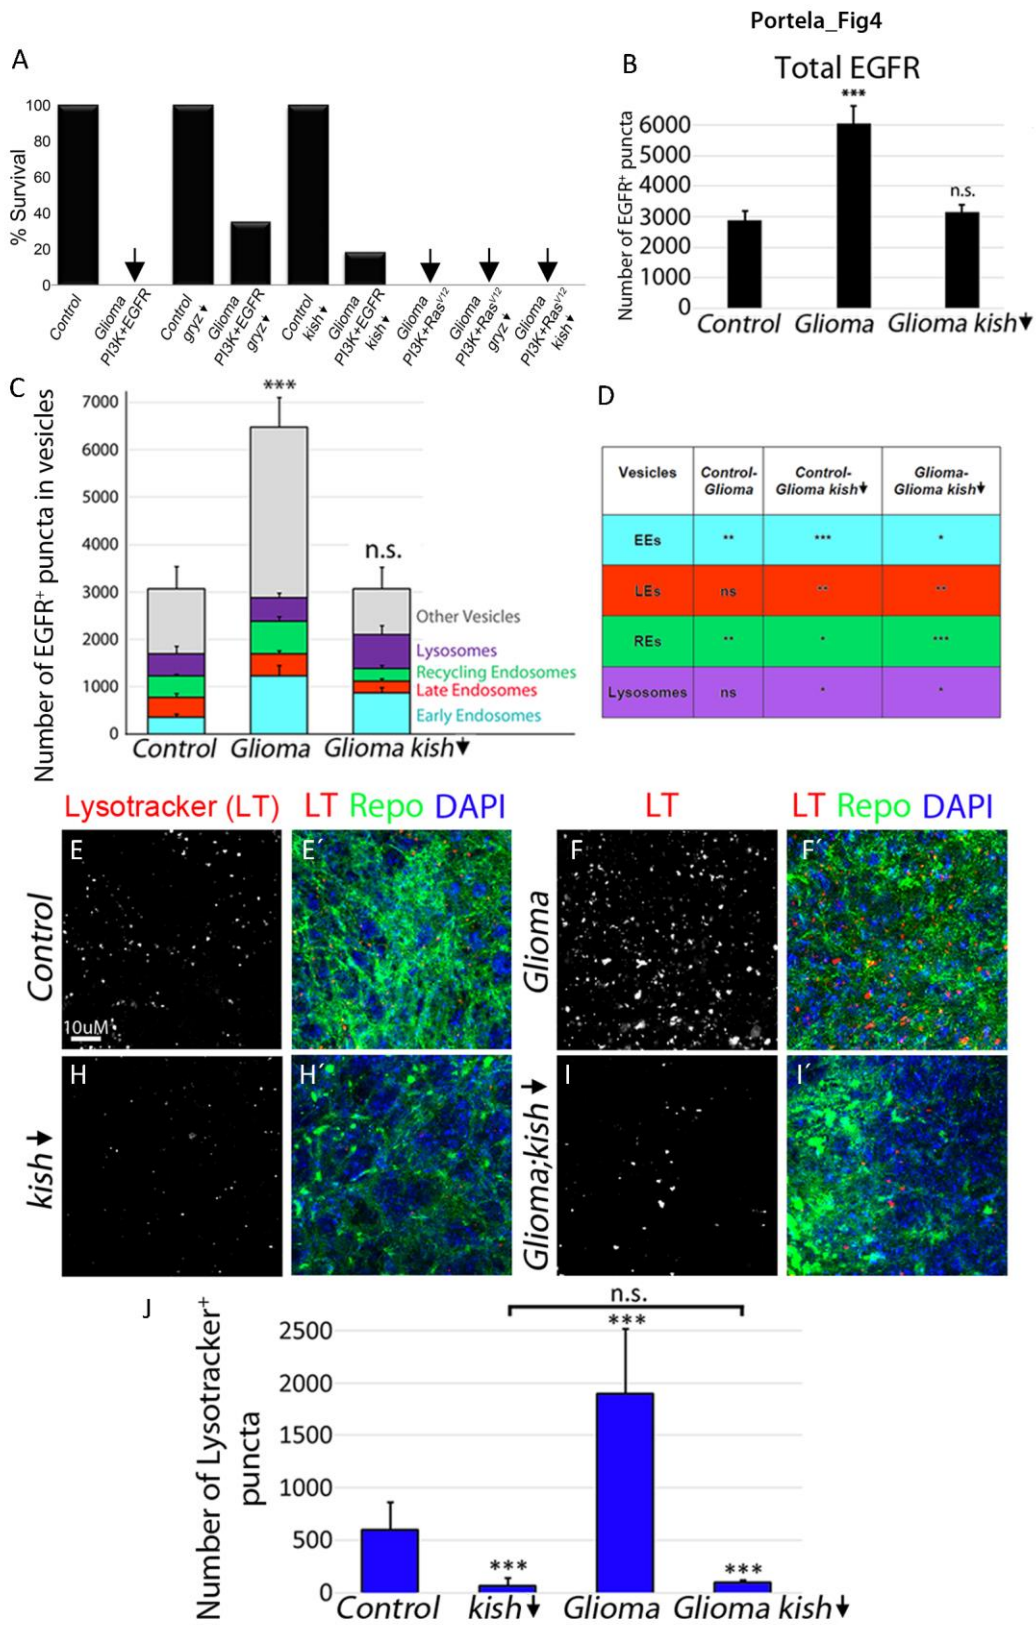 Portela_Fig4
A
% Survival
100
80
60
40
20
0
Control
Glioma
PI3K+EGFR
Control
gryz↓
Glioma
PI3K+EGFR
gryz↓
Control
kish↓
Glioma
PI3K+EGFR
kish↓
Glioma
PI3K+Ras^V12
Glioma
PI3K+Ras^V12
gryz↓
Glioma
PI3K+Ras^V12
kish↓
B
Total EGFR
Number of EGFR⁺ puncta
6000
5000
4000
3000
2000
1000
0
***
n.s.
Control Glioma Glioma kish↓
C
Number of EGFR⁺ puncta in vesicles
7000
6000
5000
4000
3000
2000
1000
0
***
n.s.
Other Vesicles
Lysosomes
Recycling Endosomes
Late Endosomes
Early Endosomes
Control Glioma Glioma kish↓
D
Vesicles Control-Glioma Control-Glioma kish↓ Glioma-Glioma kish↓
EEs ** *** *
LEs ns ** **
REs ** * ***
Lysosomes ns * *
Lysotracker (LT) LT Repo DAPI LT LT Repo DAPI
Control
E E´
10uM
Glioma
F F´
kish↓
H H´
Glioma;kish↓
I I´
J
Number of Lysotracker⁺
puncta
2500
2000
1500
1000
500
0
n.s.
***
***
***
Control kish↓ Glioma Glioma kish↓